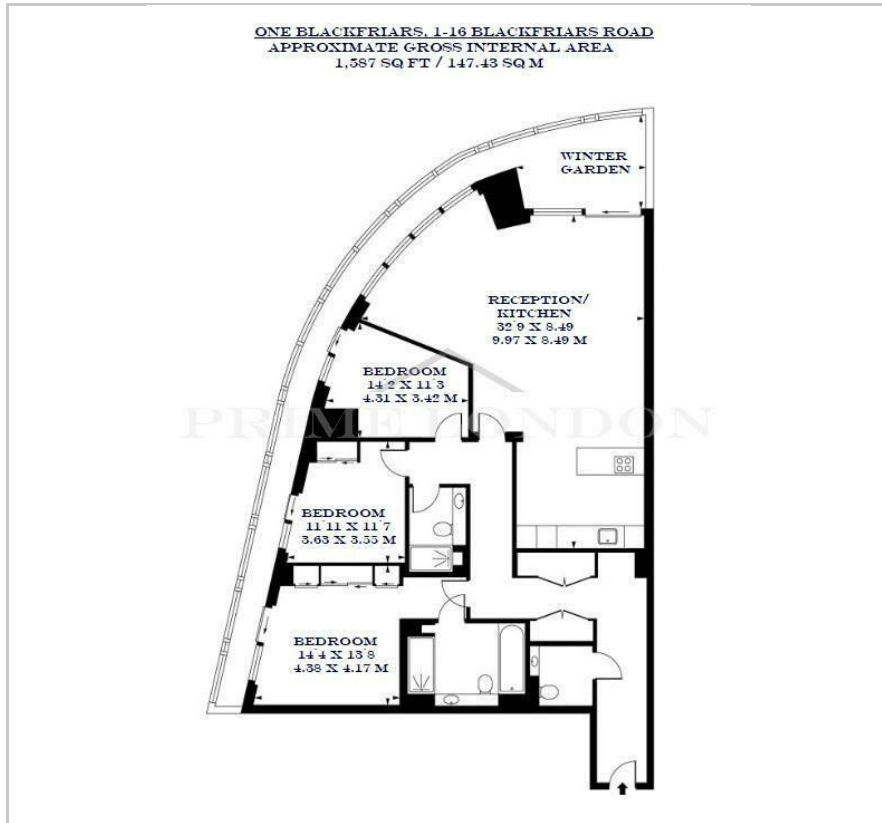 ONE BLACKFRIARS, 1-16 BLACKFRIARS ROAD
APPROXIMATE GROSS INTERNAL AREA
1,587 SQ FT / 147.43 SQ M
WINTER
GARDEN
RECEPTION/
KITCHEN
32'9 X 8.49
9.97 X 8.49 M
BEDROOM
14'2 X 11'3
4.31 X 3.42 M
PRIME LONDON
BEDROOM
11'11 X 11'7
3.63 X 3.55 M
BEDROOM
14'4 X 13'8
4.38 X 4.17 M